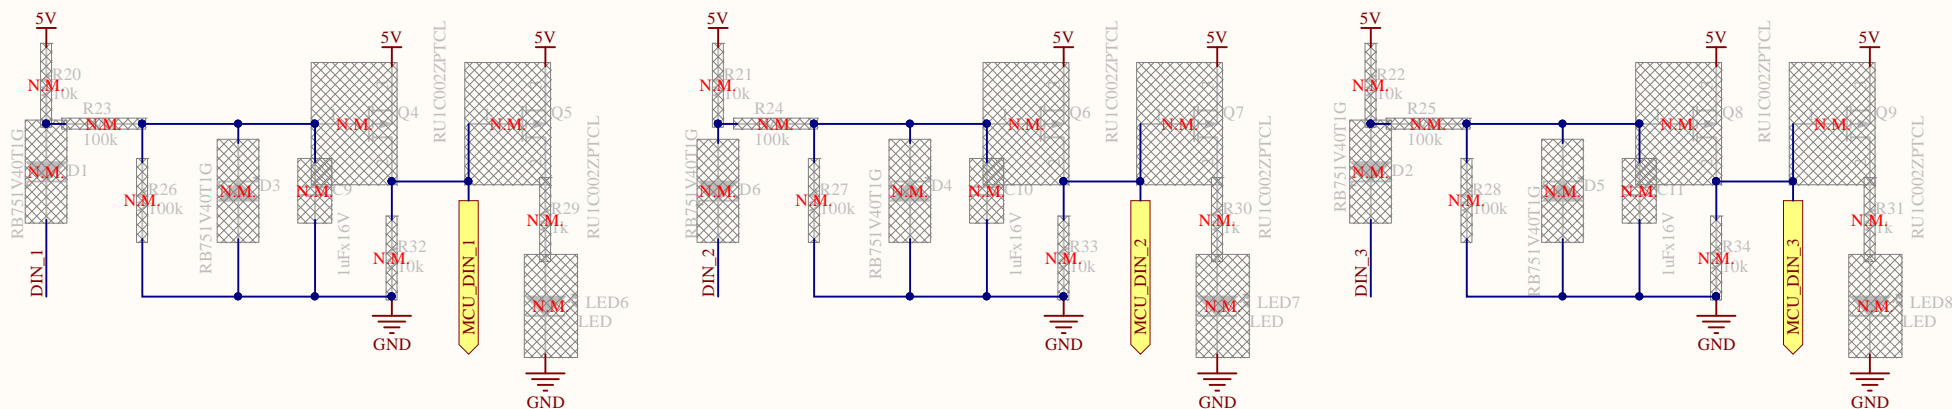 5V
R20
N.M.
10k
R23
N.M.
100k
RB751V40T1G
N.M.
D1
DIN_1
N.M.
R26
100k
RB751V40T1G
N.M.
D3
N.M.
C9
1uFx16V
5V
N.M.
Q4
RU1C002ZPTCL
N.M.
R32
10k
GND
MCU_DIN_1
5V
N.M.
Q5
RU1C002ZPTCL
R29
N.M.
1k
N.M.
LED6
LED
GND
5V
R21
N.M.
10k
R24
N.M.
100k
RB751V40T1G
N.M.
D6
DIN_2
N.M.
R27
100k
RB751V40T1G
N.M.
D4
N.M.
C10
1uFx16V
5V
N.M.
Q6
RU1C002ZPTCL
N.M.
R33
10k
GND
MCU_DIN_2
5V
N.M.
Q7
RU1C002ZPTCL
R30
N.M.
1k
N.M.
LED7
LED
GND
5V
R22
N.M.
10k
R25
N.M.
100k
RB751V40T1G
N.M.
D2
DIN_3
N.M.
R28
100k
RB751V40T1G
N.M.
D5
N.M.
C11
1uFx16V
5V
N.M.
Q8
RU1C002ZPTCL
N.M.
R34
10k
GND
MCU_DIN_3
5V
N.M.
Q9
RU1C002ZPTCL
R31
N.M.
1k
N.M.
LED8
LED
GND